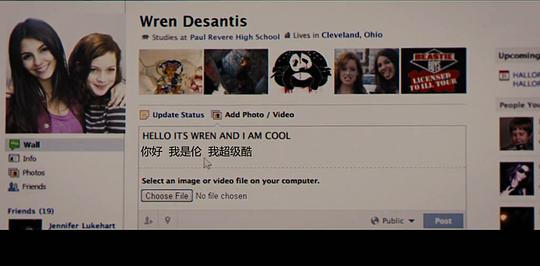 Wren Desantis
Studies at Paul Revere High School Lives in Cleveland, Ohio
BEASTIE
LICENSED TO ILL TOUR
Upcoming
HALLO
HALLOF
People You
Update Status Add Photo / Video
HELLO ITS WREN AND I AM COOL
你好 我是伦 我超级酷
Select an image or video file on your computer.
Choose File No file chosen
Public Post
Wall
Info
Photos
Friends
Friends (19)
Jennifer Lukehart